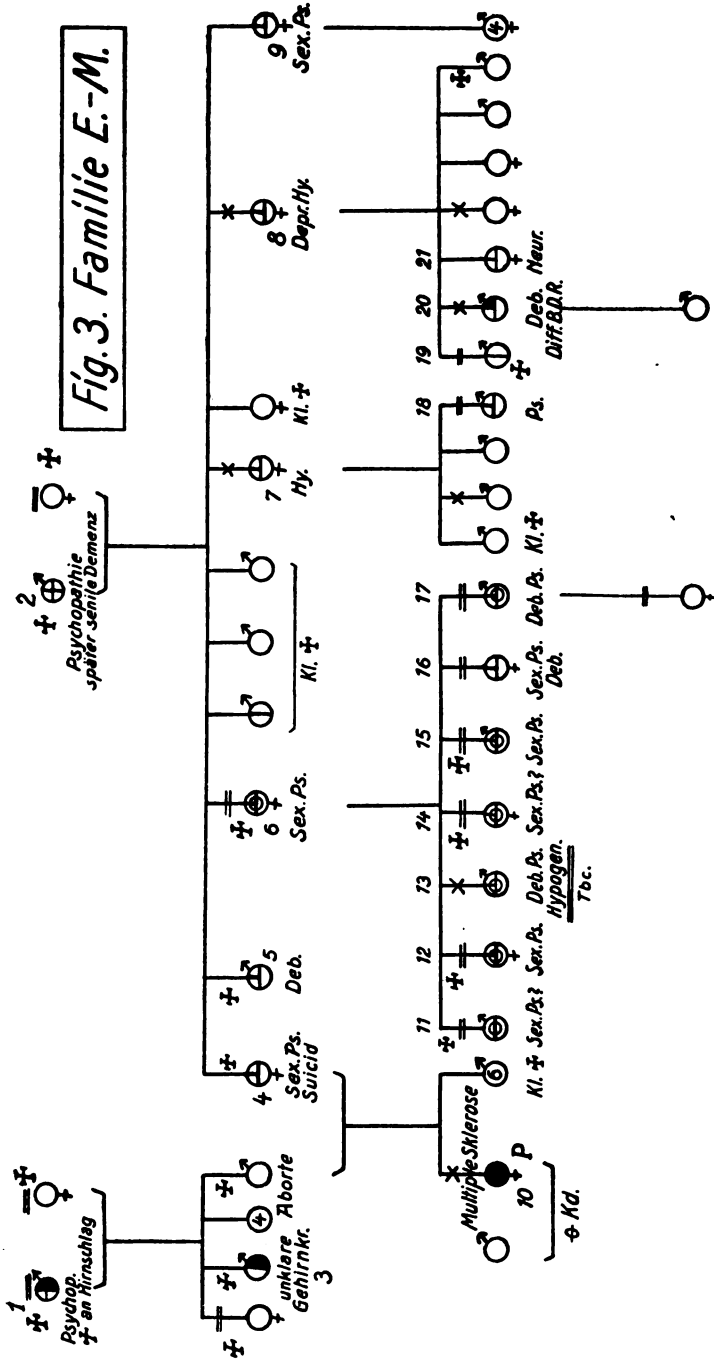 Fig. 3. Familie E.-M.
1
Psychop.
✠ an Hirnschlag
2
Psychopathie
später senile Demenz
unklare
Gehirnkr.
3
4
Aborte
4
Sex.Ps.
Suicid
5
Deb.
6
Sex.Ps.
Kl. ✠
7
Hy.
Kl. ✠
8
Depr.Hy.
9
Sex.Ps.
Multiple Sklerose
10
P
ѳ Kd.
6
Kl. ✠
11
Sex.Ps.?
12
Sex.Ps.
13
Deb.Ps.
Hypogen.
Tbc.
14
Sex.Ps.?
15
Sex.Ps.
16
Sex.Ps.
Deb.
17
Deb.Ps.
Kl. ✠
18
Ps.
19
20
Deb.
Diff.B.D.R.
21
Neur.
4